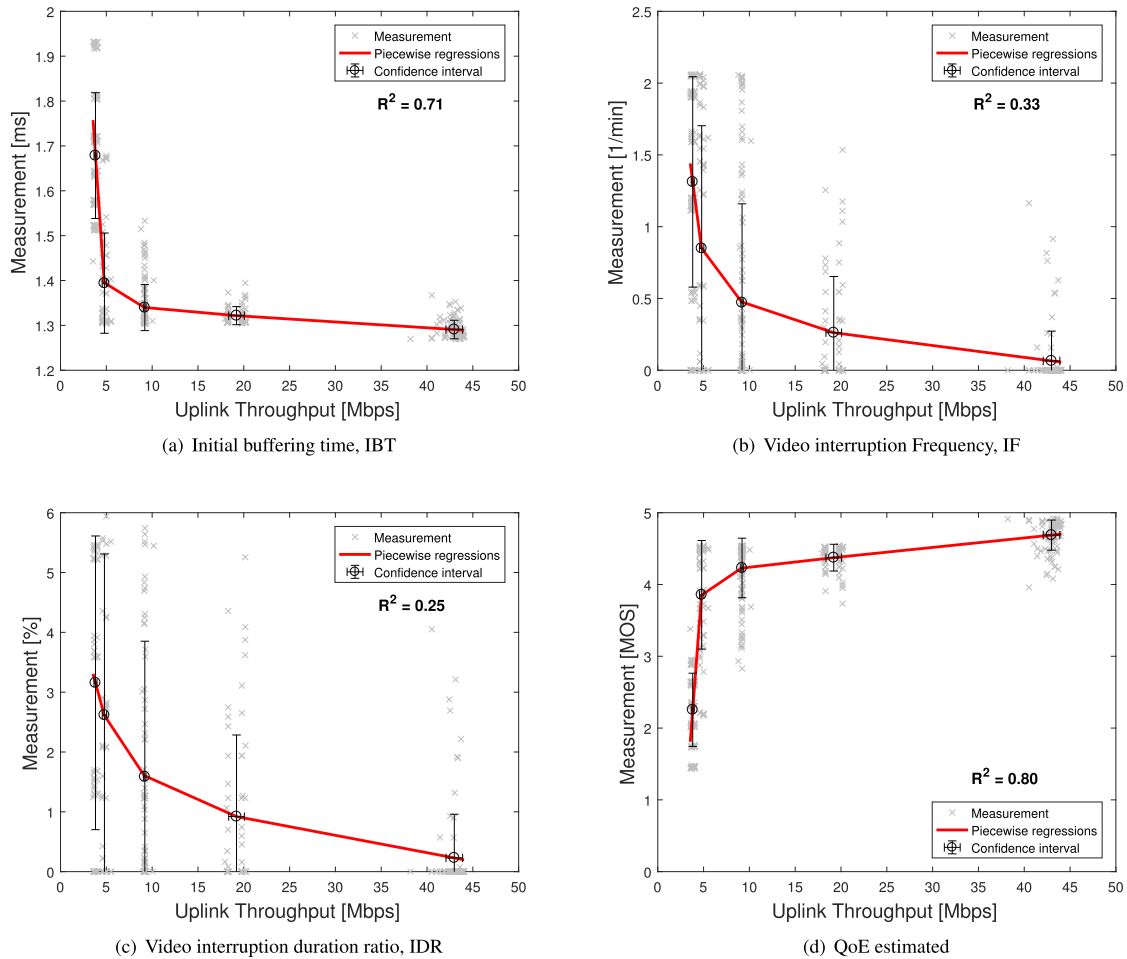 2
1.9
1.8
1.7
1.6
1.5
1.4
1.3
1.2
Measurement [ms]
Measurement
Piecewise regressions
Confidence interval
R² = 0.71
0 5 10 15 20 25 30 35 40 45 50
Uplink Throughput [Mbps]
(a) Initial buffering time, IBT
2.5
2
1.5
1
0.5
0
Measurement [1/min]
Measurement
Piecewise regressions
Confidence interval
R² = 0.33
0 5 10 15 20 25 30 35 40 45 50
Uplink Throughput [Mbps]
(b) Video interruption Frequency, IF
6
5
4
3
2
1
0
Measurement [%]
Measurement
Piecewise regressions
Confidence interval
R² = 0.25
0 5 10 15 20 25 30 35 40 45 50
Uplink Throughput [Mbps]
(c) Video interruption duration ratio, IDR
5
4
3
2
1
0
Measurement [MOS]
R² = 0.80
Measurement
Piecewise regressions
Confidence interval
0 5 10 15 20 25 30 35 40 45 50
Uplink Throughput [Mbps]
(d) QoE estimated